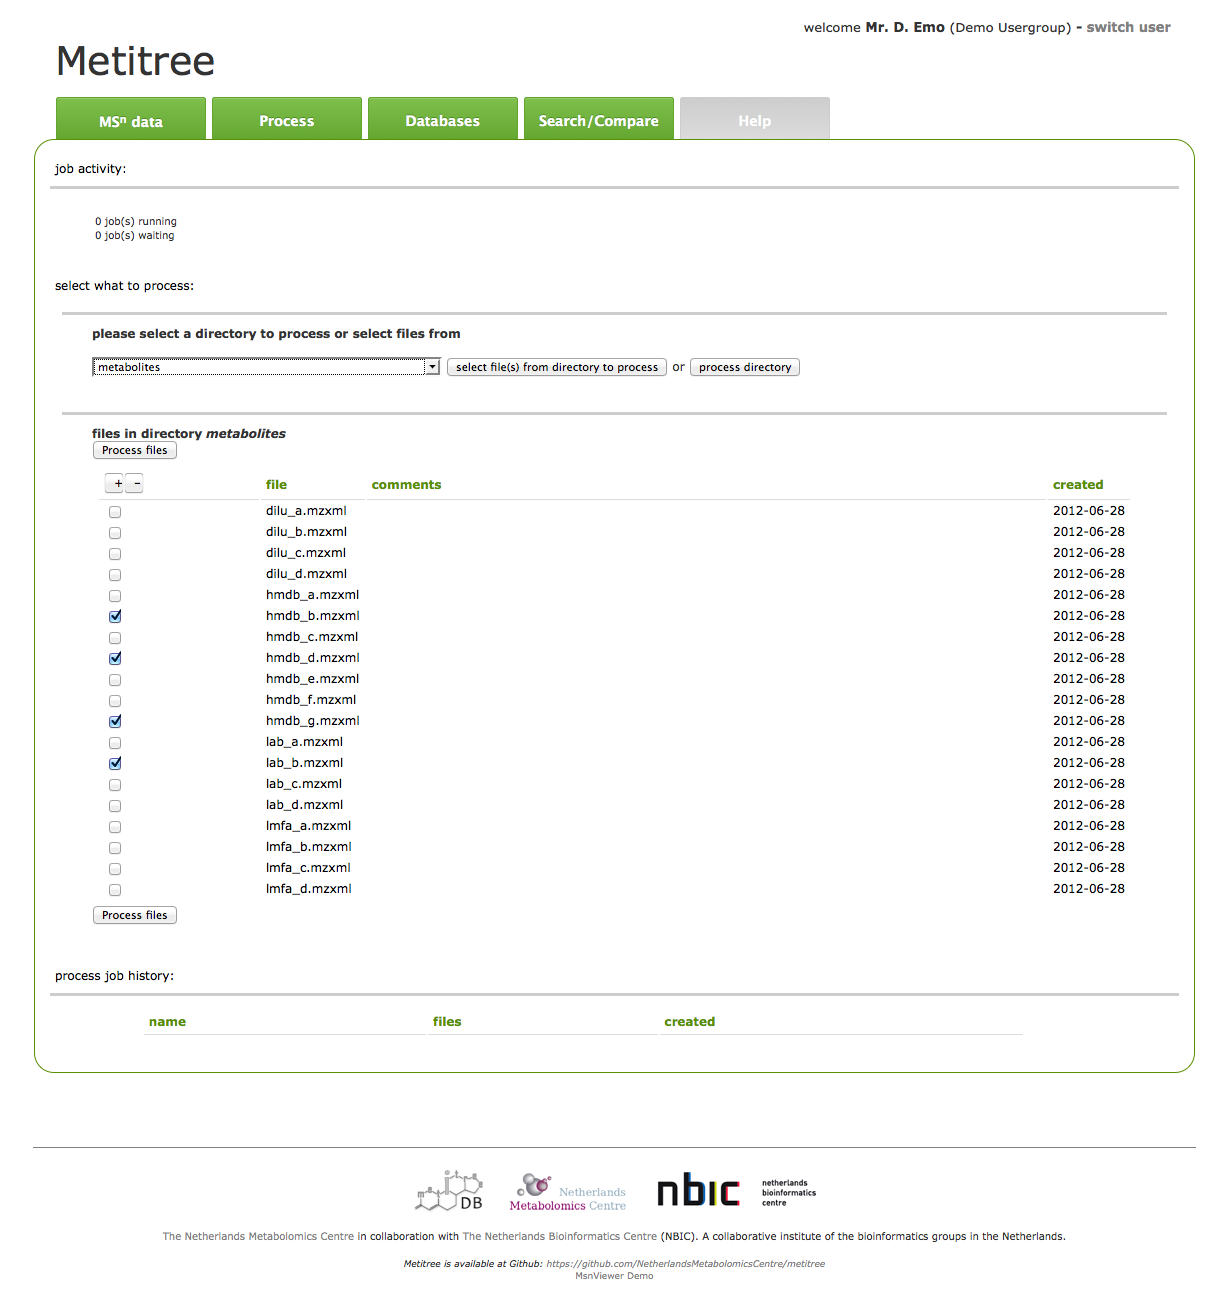 welcome Mr. D. Emo (Demo Usergroup) - switch user
Metitree
MSⁿ data Process Databases Search/Compare Help
job activity:
0 job(s) running
0 job(s) waiting
select what to process:
please select a directory to process or select files from
metabolites select file(s) from directory to process or process directory
files in directory metabolites
Process files
+ - file comments created
dilu_a.mzxml 2012-06-28
dilu_b.mzxml 2012-06-28
dilu_c.mzxml 2012-06-28
dilu_d.mzxml 2012-06-28
hmdb_a.mzxml 2012-06-28
hmdb_b.mzxml 2012-06-28
hmdb_c.mzxml 2012-06-28
hmdb_d.mzxml 2012-06-28
hmdb_e.mzxml 2012-06-28
hmdb_f.mzxml 2012-06-28
hmdb_g.mzxml 2012-06-28
lab_a.mzxml 2012-06-28
lab_b.mzxml 2012-06-28
lab_c.mzxml 2012-06-28
lab_d.mzxml 2012-06-28
lmfa_a.mzxml 2012-06-28
lmfa_b.mzxml 2012-06-28
lmfa_c.mzxml 2012-06-28
lmfa_d.mzxml 2012-06-28
Process files
process job history:
name files created
DB
Netherlands
Metabolomics Centre
nbic
netherlands
bioinformatics
centre
The Netherlands Metabolomics Centre in collaboration with The Netherlands Bioinformatics Centre (NBIC). A collaborative institute of the bioinformatics groups in the Netherlands.
Metitree is available at Github: https://github.com/NetherlandsMetabolomicsCentre/metitree
MsnViewer Demo